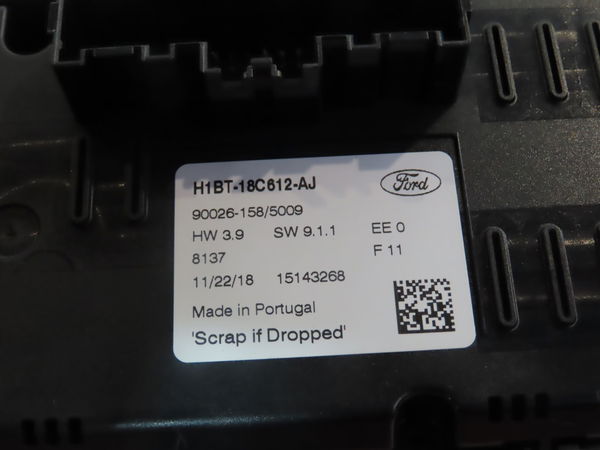 H1BT-18C612-AJ Ford
90026-158/5009
HW 3.9 SW 9.1.1 EE 0
8137 F 11
11/22/18 15143268
Made in Portugal
'Scrap if Dropped'